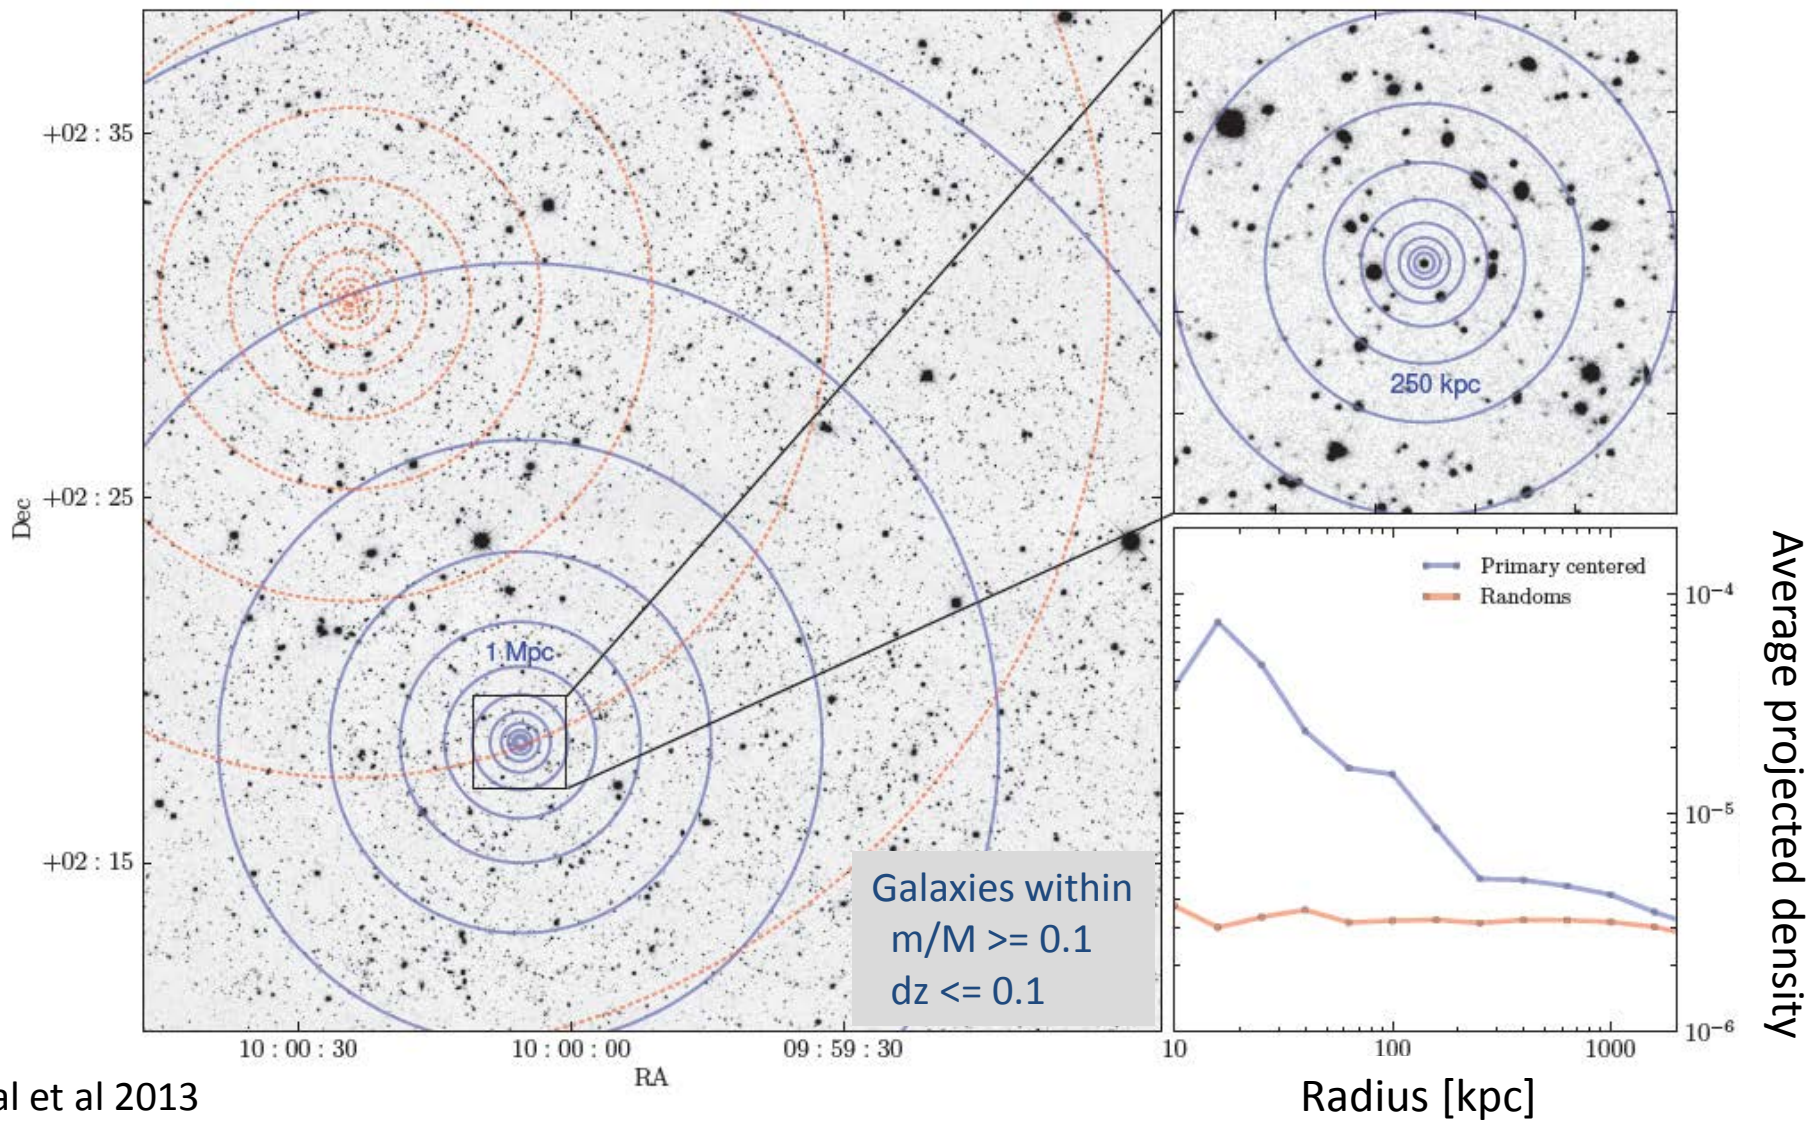 +02 : 35
+02 : 25
+02 : 15
Dec
10 : 00 : 30
10 : 00 : 00
09 : 59 : 30
RA
1 Mpc
250 kpc
Galaxies within
m/M >= 0.1
dz <= 0.1
Primary centered
Randoms
10⁻⁴
10⁻⁵
10⁻⁶
Average projected density
10
100
1000
Radius [kpc]
al et al 2013